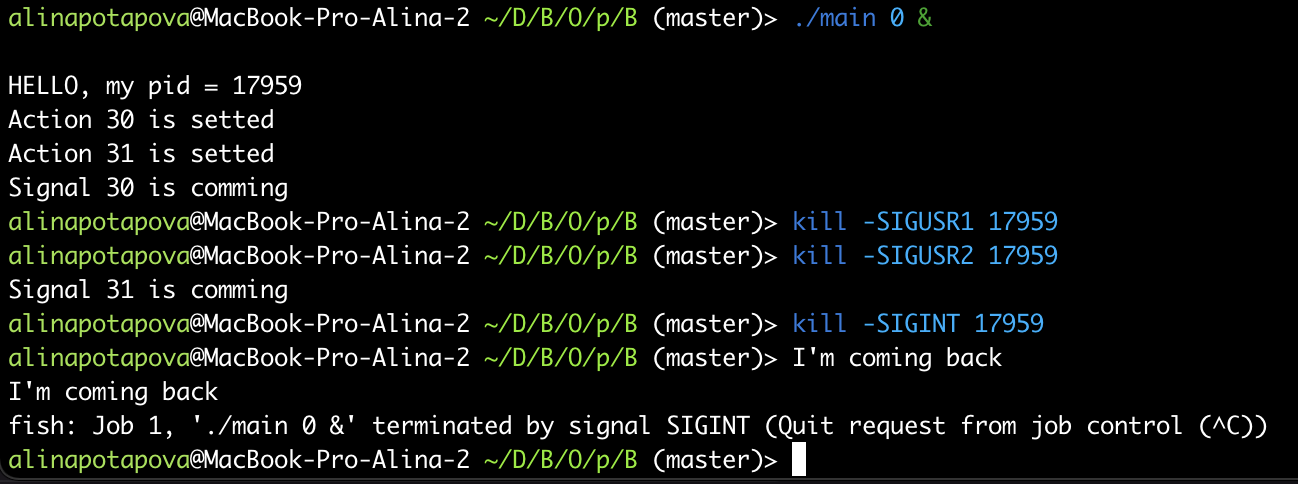 alinapotapova@MacBook-Pro-Alina-2 ~/D/B/O/p/B (master)> ./main 0 &
HELLO, my pid = 17959
Action 30 is setted
Action 31 is setted
Signal 30 is comming
alinapotapova@MacBook-Pro-Alina-2 ~/D/B/O/p/B (master)> kill -SIGUSR1 17959
alinapotapova@MacBook-Pro-Alina-2 ~/D/B/O/p/B (master)> kill -SIGUSR2 17959
Signal 31 is comming
alinapotapova@MacBook-Pro-Alina-2 ~/D/B/O/p/B (master)> kill -SIGINT 17959
alinapotapova@MacBook-Pro-Alina-2 ~/D/B/O/p/B (master)> I'm coming back
I'm coming back
fish: Job 1, './main 0 &' terminated by signal SIGINT (Quit request from job control (^C))
alinapotapova@MacBook-Pro-Alina-2 ~/D/B/O/p/B (master)>